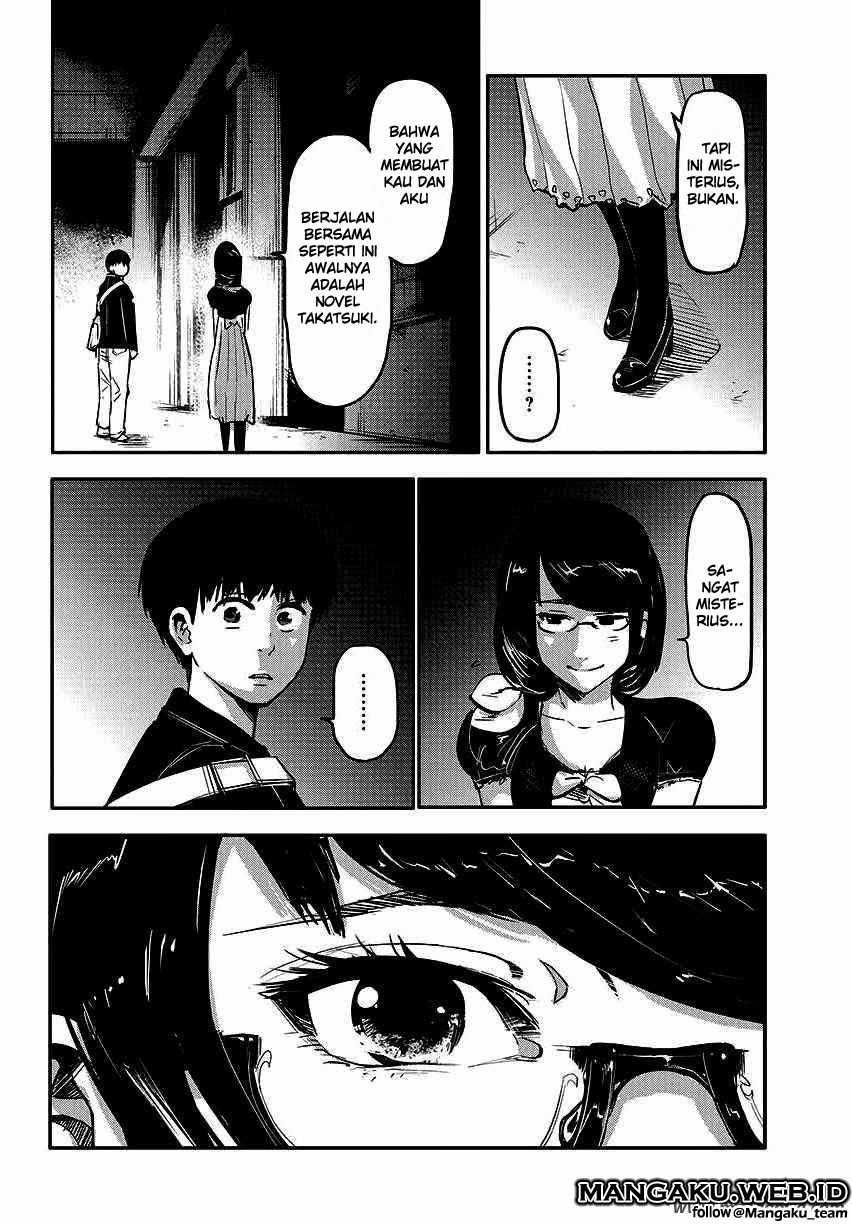 TAPI
INI MIS-
TERIUS,
BUKAN.
........?
BAHWA
YANG
MEMBUAT
KAU DAN
AKU
BERJALAN
BERSAMA
SEPERTI INI
AWALNYA
ADALAH
NOVEL
TAKATSUKI.
SA-
NGAT
MISTE-
RIUS...
........
MANGAKU.WEB.ID
follow @Mangaku_team